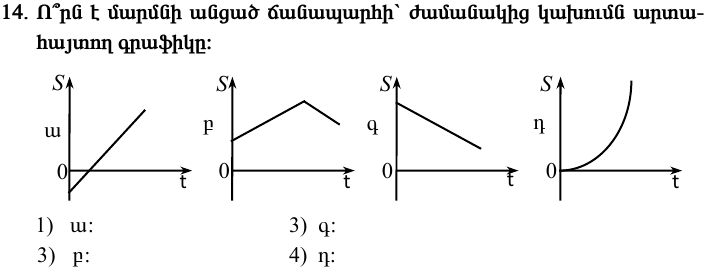 14. Ո՞րն է մարմնի անցած ճանապարհի՝ ժամանակից կախումն արտա-
հայտող գրաֆիկը:
S S S S
ա բ գ դ
0 0 0 0
t t t t
1) ա: 3) գ:
3) բ: 4) դ: